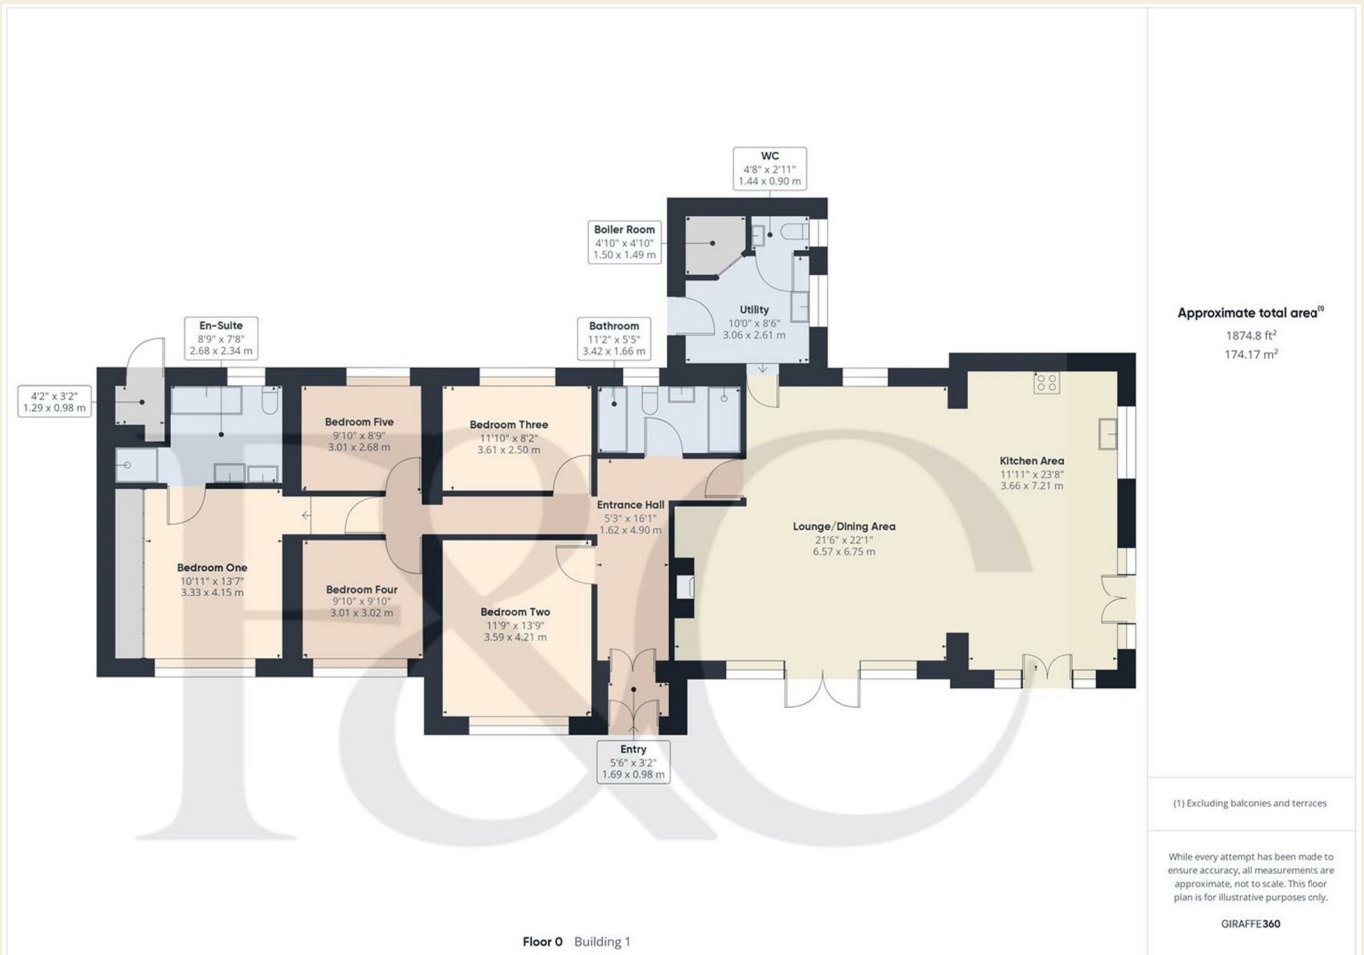 WC
4'8" x 2'11"
1.44 x 0.90 m
Boiler Room
4'10" x 4'10"
1.50 x 1.49 m
Utility
10'0" x 8'6"
3.06 x 2.61 m
En-Suite
8'9" x 7'8"
2.68 x 2.34 m
Bathroom
11'2" x 5'5"
3.42 x 1.66 m
4'2" x 3'2"
1.29 x 0.98 m
Bedroom Five
9'10" x 8'9"
3.01 x 2.68 m
Bedroom Three
11'10" x 8'2"
3.61 x 2.50 m
Entrance Hall
5'3" x 16'1"
1.62 x 4.90 m
Kitchen Area
11'11" x 23'8"
3.66 x 7.21 m
Lounge/Dining Area
21'6" x 22'1"
6.57 x 6.75 m
Bedroom One
10'11" x 13'7"
3.33 x 4.15 m
Bedroom Four
9'10" x 9'10"
3.01 x 3.02 m
Bedroom Two
11'9" x 13'9"
3.59 x 4.21 m
Entry
5'6" x 3'2"
1.69 x 0.98 m
F&C
Floor 0 Building 1
Approximate total area(1)
1874.8 ft²
174.17 m²
(1) Excluding balconies and terraces
While every attempt has been made to
ensure accuracy, all measurements are
approximate, not to scale. This floor
plan is for illustrative purposes only.
GIRAFFE360